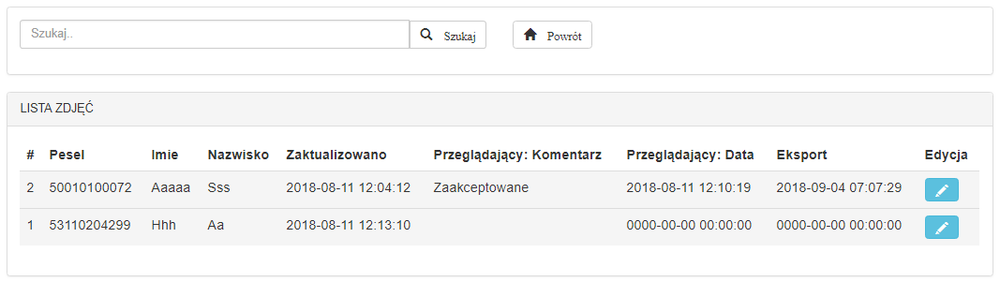 Szukaj.. Szukaj Powrót
LISTA ZDJĘĆ
# Pesel Imie Nazwisko Zaktualizowano Przeglądający: Komentarz Przeglądający: Data Eksport Edycja
2 50010100072 Aaaaa Sss 2018-08-11 12:04:12 Zaakceptowane 2018-08-11 12:10:19 2018-09-04 07:07:29
1 53110204299 Hhh Aa 2018-08-11 12:13:10 0000-00-00 00:00:00 0000-00-00 00:00:00